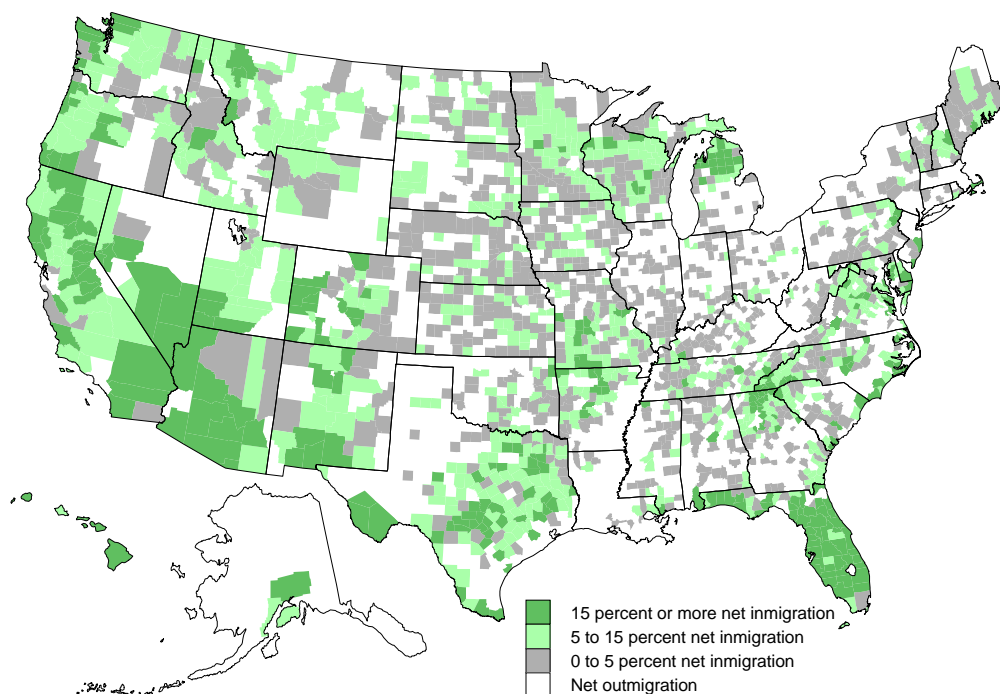 15 percent or more net inmigration
5 to 15 percent net inmigration
0 to 5 percent net inmigration
Net outmigration